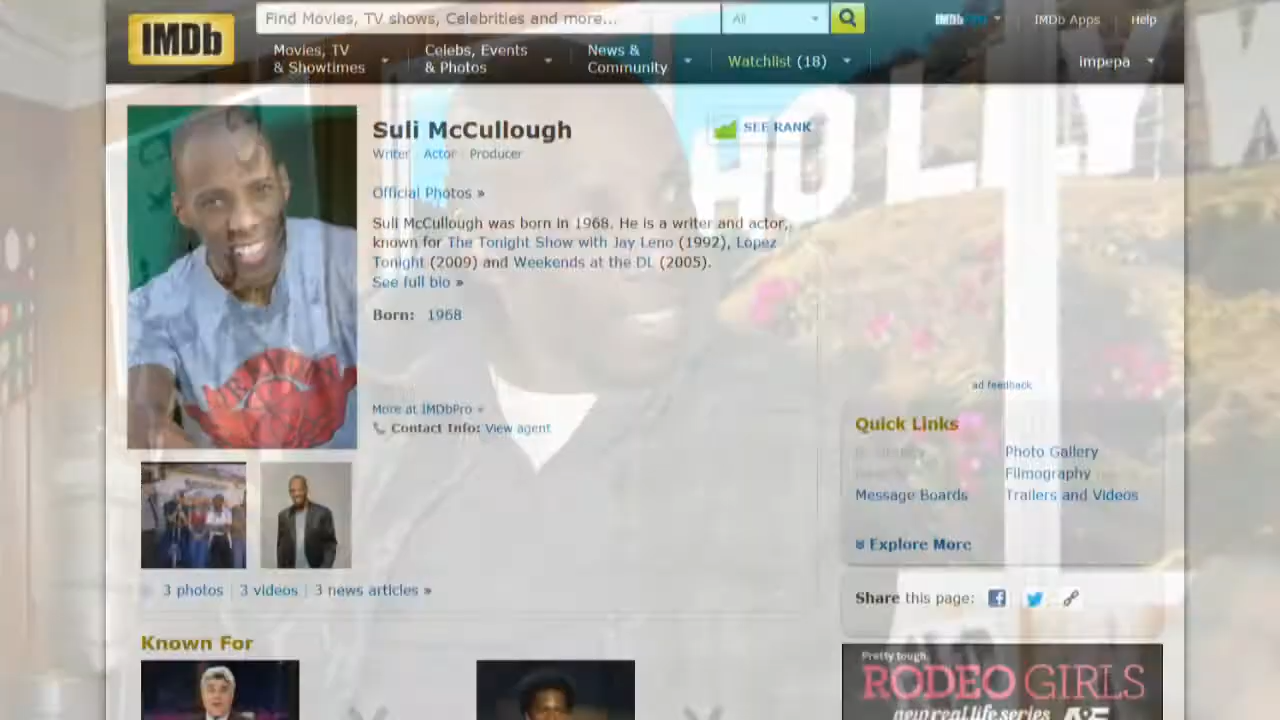 IMDb
Find Movies, TV shows, Celebrities and more...
All
IMDb
IMDb Apps
Help
Movies, TV
& Showtimes
Celebs, Events
& Photos
News &
Community
Watchlist (18)
impepa
HOLLY
Suli McCullough
SEE RANK
Writer Actor Producer
Official Photos »
Suli McCullough was born in 1968. He is a writer and actor,
known for The Tonight Show with Jay Leno (1992), Lopez
Tonight (2009) and Weekends at the DL (2005).
See full bio »
Born: 1968
ad feedback
More at IMDbPro »
Contact Info: View agent
Quick Links
Photo Gallery
Filmography
Message Boards
Trailers and Videos
Explore More
3 photos | 3 videos | 3 news articles »
Share this page:
Known For
Pretty tough.
RODEO GIRLS
new real life series A&E